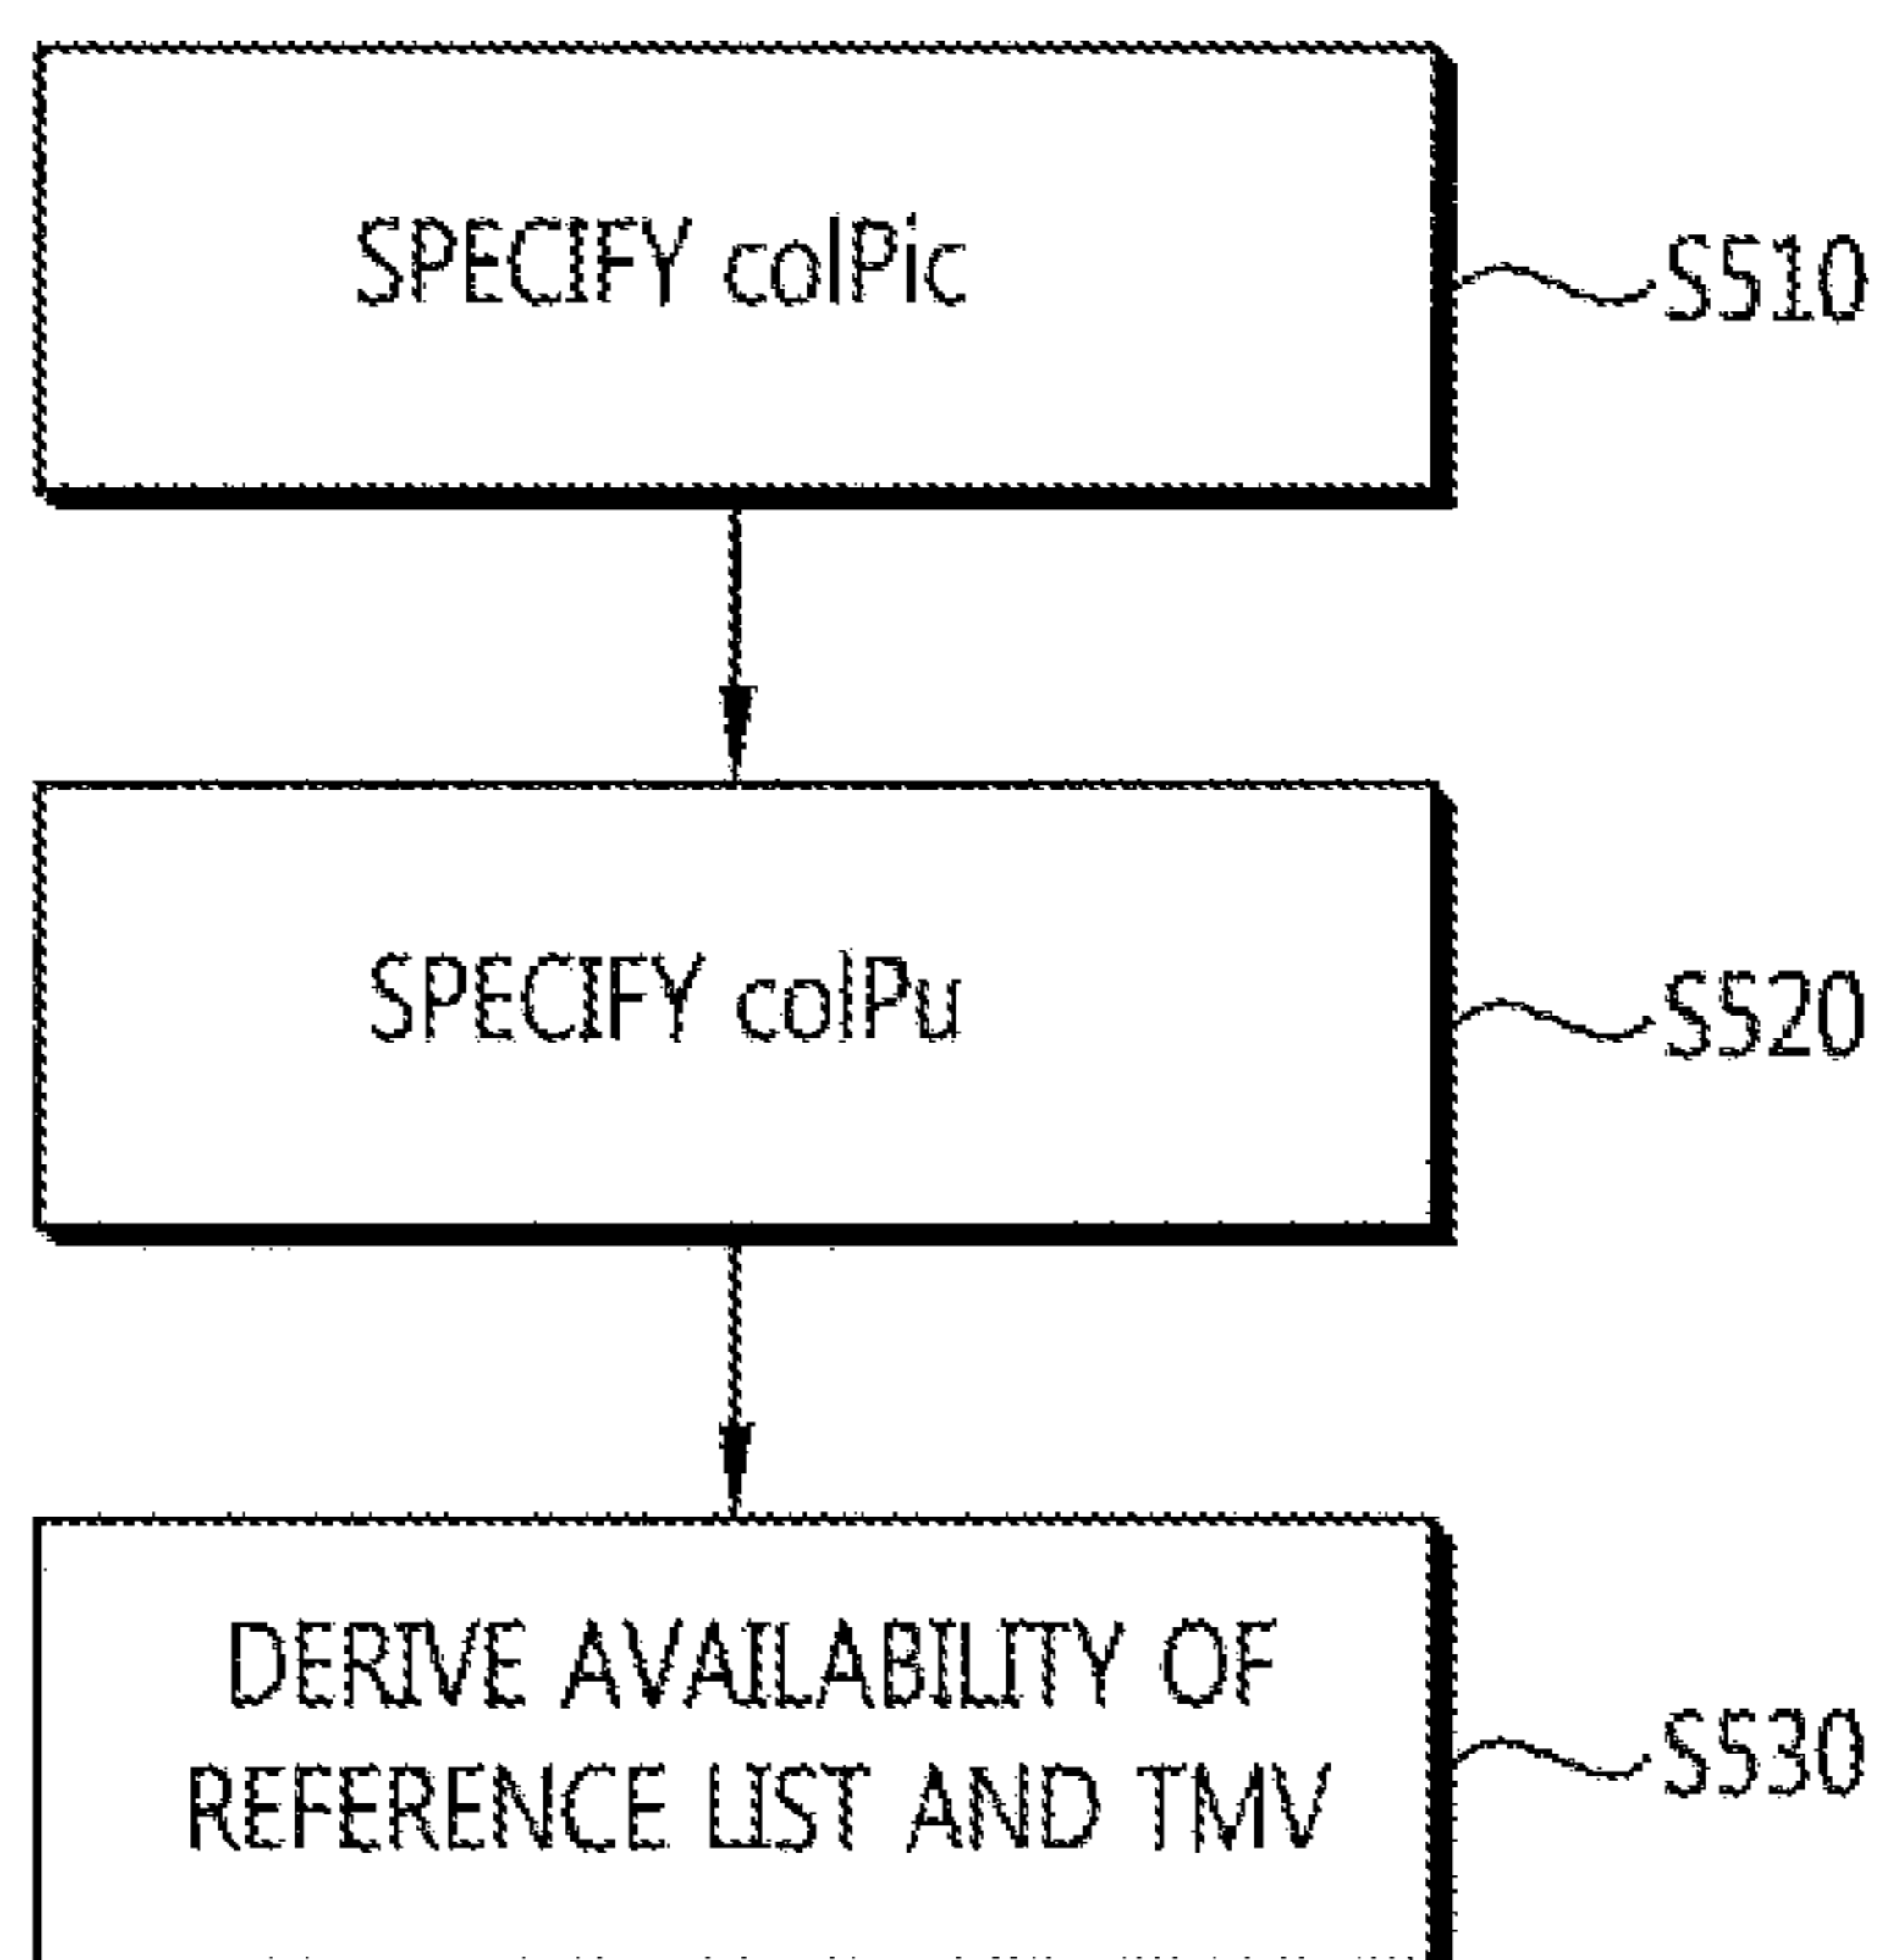 SPECIFY colPic
S510
SPECIFY colPu
S520
DERIVE AVAILABILITY OF
REFERENCE LIST AND TMV
S530